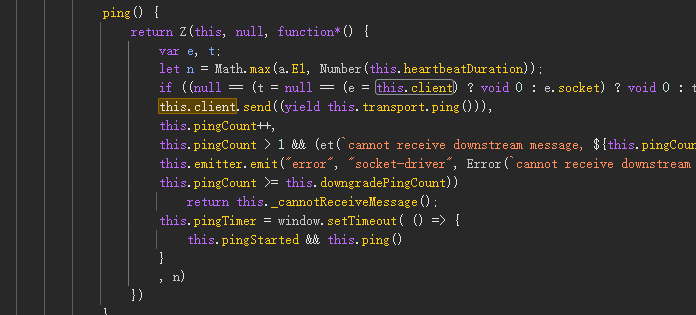 ping() {
return Z(this, null, function*() {
var e, t;
let n = Math.max(a.E1, Number(this.heartbeatDuration));
if ((null == (t = null == (e = this.client) ? void 0 : e.socket) ? void 0 : t
this.client.send((yield this.transport.ping())),
this.pingCount++,
this.pingCount > 1 && (et(`cannot receive downstream message, ${this.pingCoun
this.emitter.emit("error", "socket-driver", Error(`cannot receive downstream
this.pingCount >= this.downgradePingCount))
return this._cannotReceiveMessage();
this.pingTimer = window.setTimeout( () => {
this.pingStarted && this.ping()
}
, n)
})
}